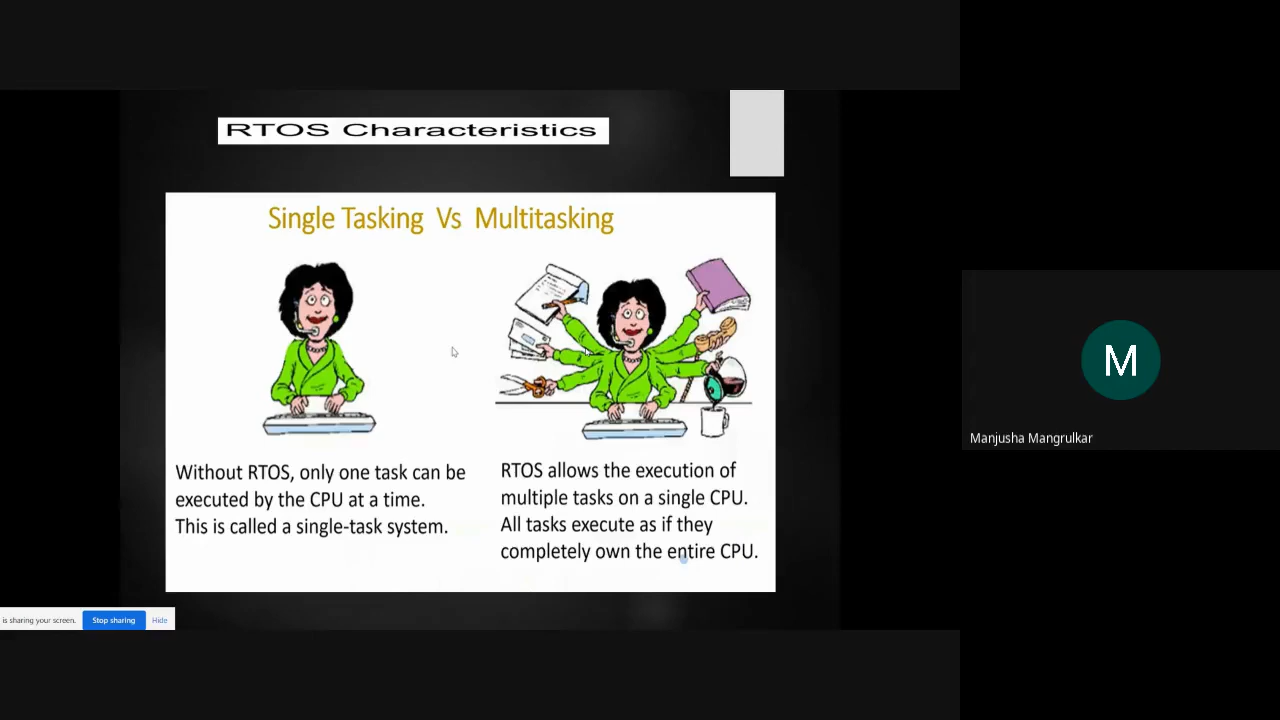 RTOS Characteristics
Single Tasking Vs Multitasking
Without RTOS, only one task can be
executed by the CPU at a time.
This is called a single-task system.
RTOS allows the execution of
multiple tasks on a single CPU.
All tasks execute as if they
completely own the entire CPU.
is sharing your screen.
Stop sharing
Hide
M
Manjusha Mangrulkar